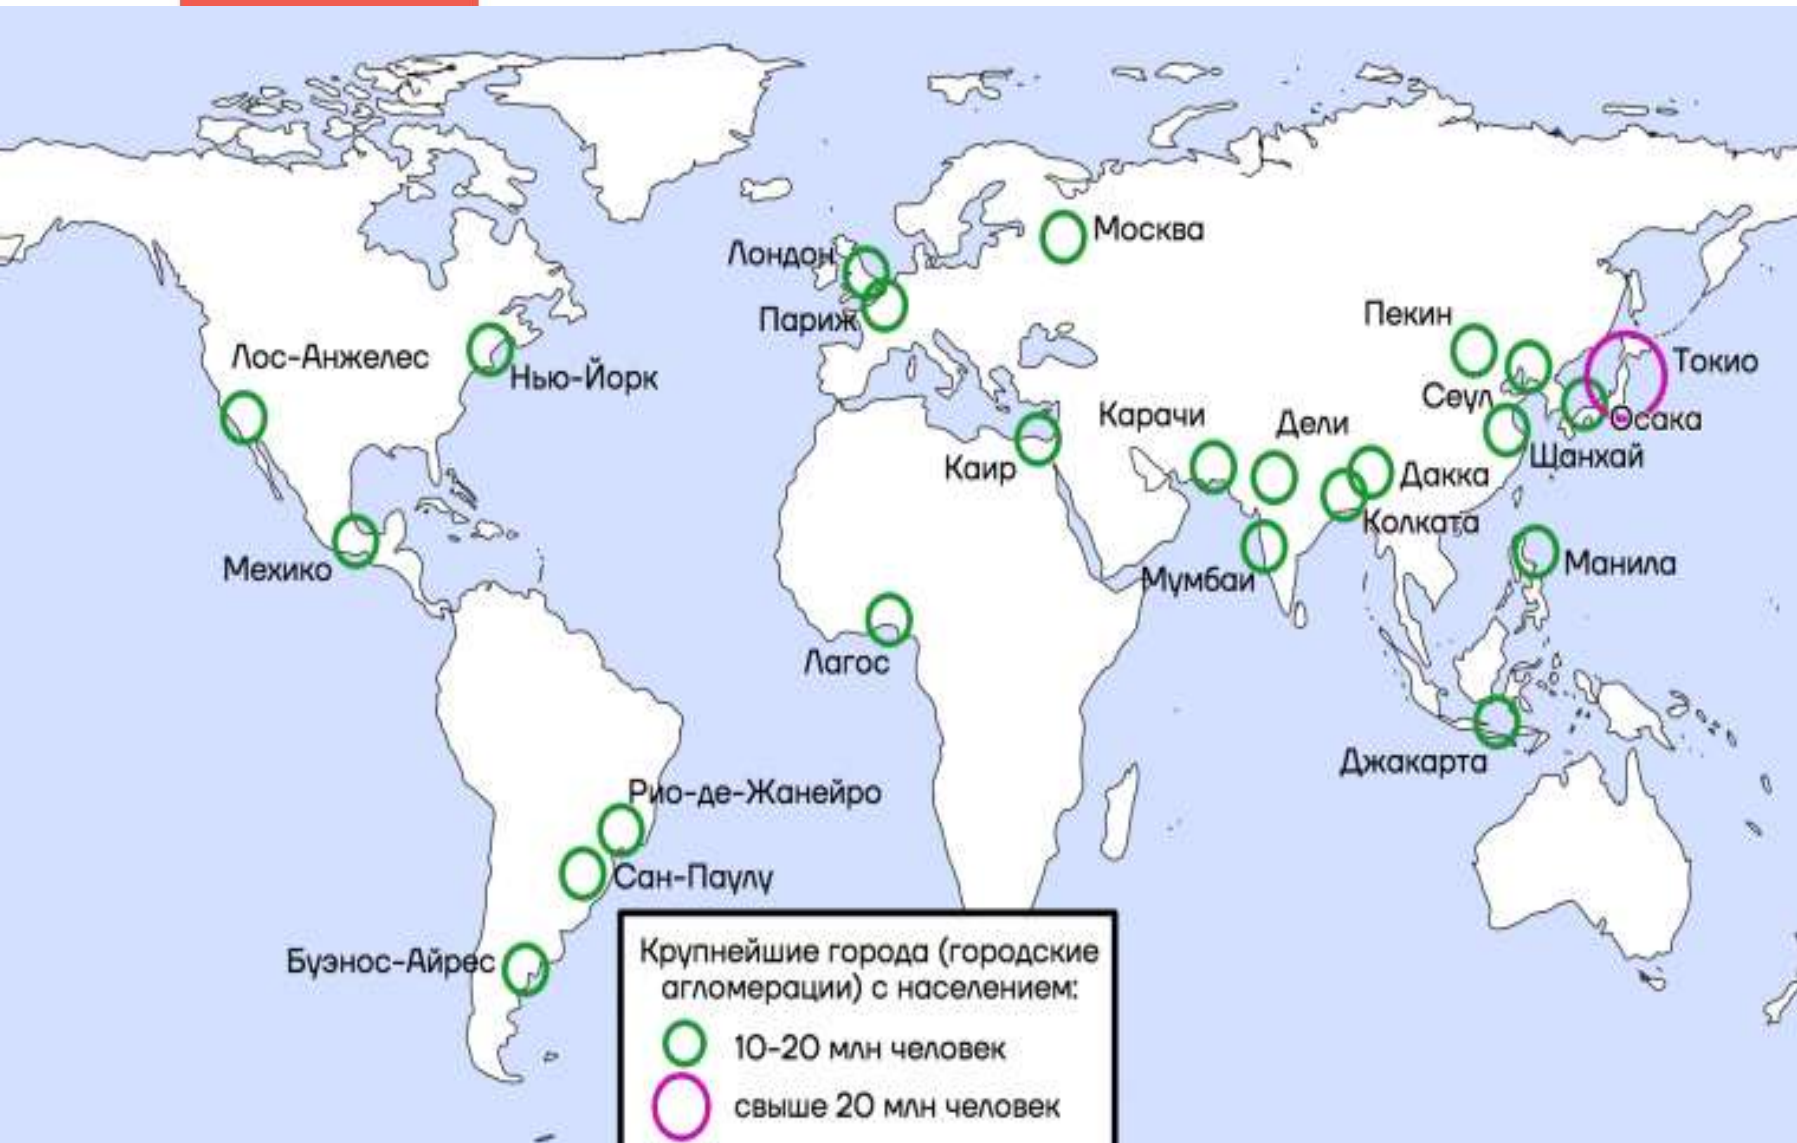 Москва
Лондон
Париж
Пекин
Токио
Лос-Анжелес
Нью-Йорк
Сеул
Осака
Карачи
Дели
Щанхай
Каир
Дакка
Колката
Мехико
Мумбаи
Манила
Лагос
Джакарта
Рио-де-Жанейро
Сан-Паулу
Буэнос-Айрес
Крупнейшие города (городские
агломерации) с населением:
10-20 млн человек
свыше 20 млн человек